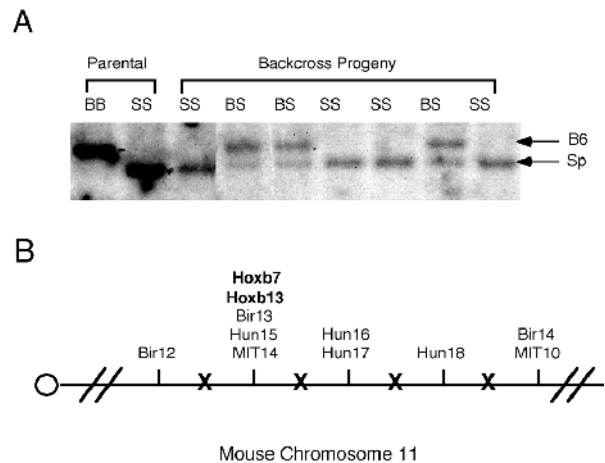 A
Parental Backcross Progeny
BB SS SS BS BS SS SS BS SS
B6
Sp
B
Hoxb7
Hoxb13
Bir13
Hun15 Hun16 Bir14
Bir12 MIT14 Hun17 Hun18 MIT10
X X X X
Mouse Chromosome 11